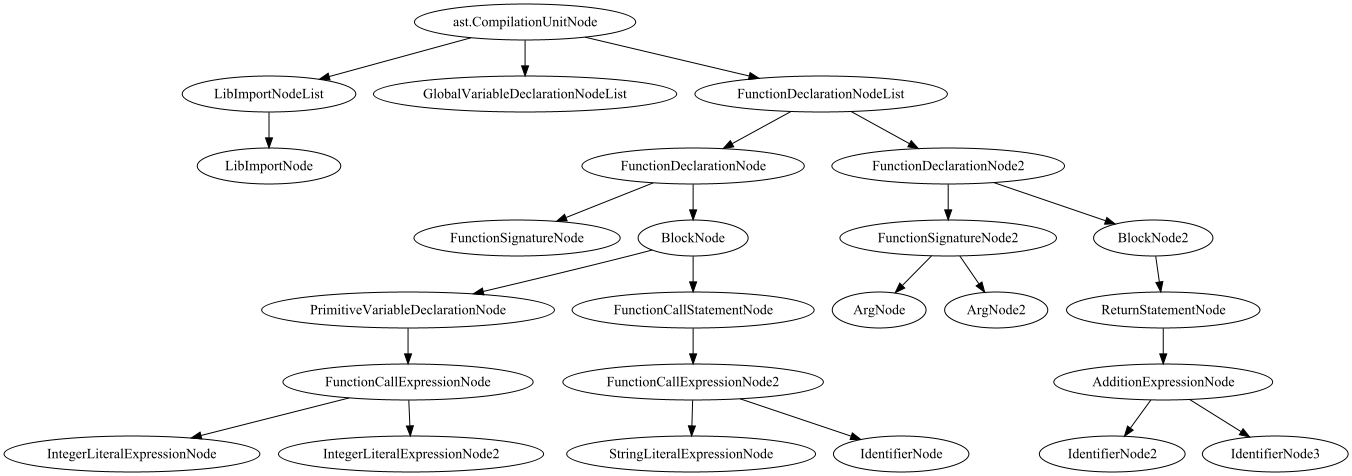 ast.CompilationUnitNode
LibImportNodeList
GlobalVariableDeclarationNodeList
FunctionDeclarationNodeList
LibImportNode
FunctionDeclarationNode
FunctionDeclarationNode2
FunctionSignatureNode
BlockNode
FunctionSignatureNode2
BlockNode2
PrimitiveVariableDeclarationNode
FunctionCallStatementNode
ArgNode
ArgNode2
ReturnStatementNode
FunctionCallExpressionNode
FunctionCallExpressionNode2
AdditionExpressionNode
IntegerLiteralExpressionNode
IntegerLiteralExpressionNode2
StringLiteralExpressionNode
IdentifierNode
IdentifierNode2
IdentifierNode3